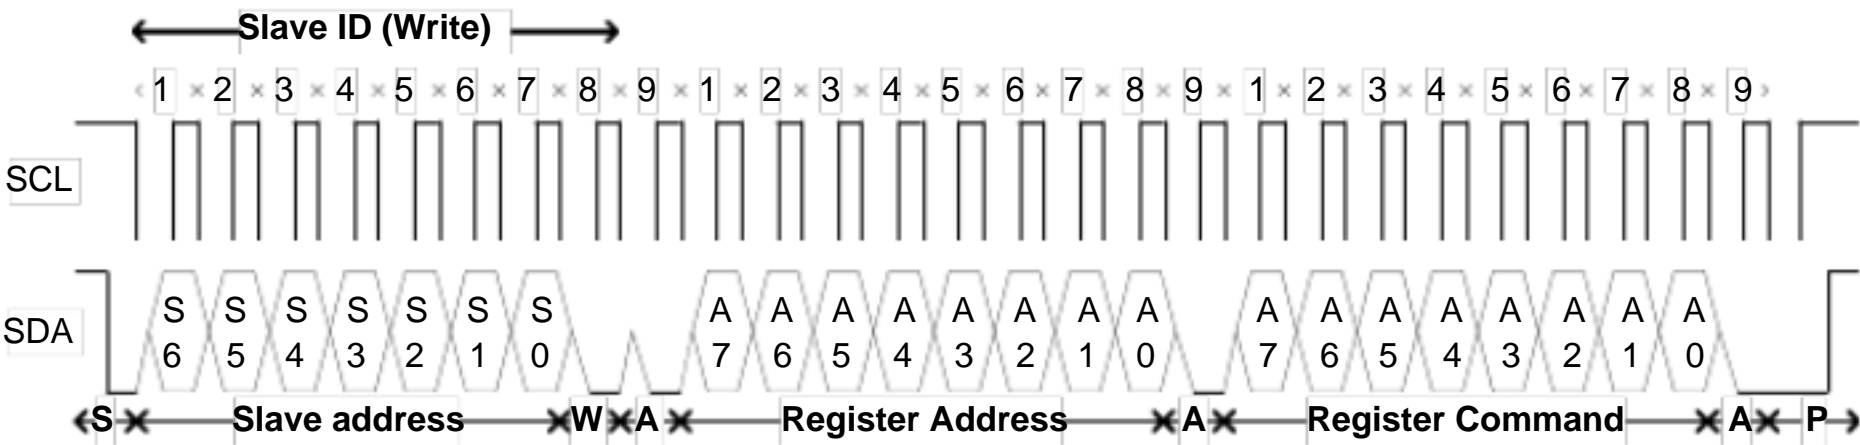 Slave ID (Write)
1 2 3 4 5 6 7 8 9 1 2 3 4 5 6 7 8 9 1 2 3 4 5 6 7 8 9
SCL
SDA
S S S S S S S A A A A A A A A A A A A A A A A
6 5 4 3 2 1 0 7 6 5 4 3 2 1 0 7 6 5 4 3 2 1 0
S Slave address W A Register Address A Register Command A P